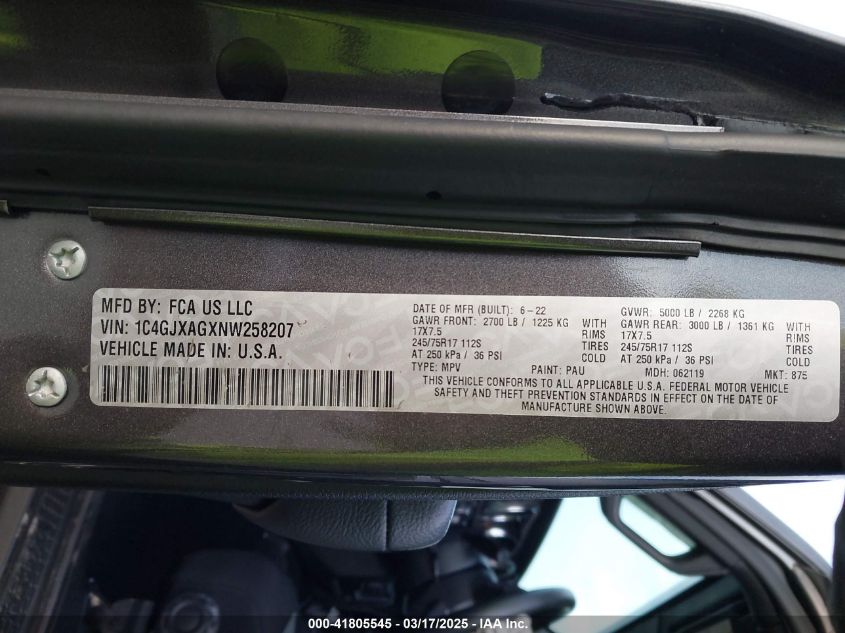 MFD BY: FCA US LLC
VIN: 1C4GJXAGXNW258207
VEHICLE MADE IN: U.S.A.
DATE OF MFR (BUILT): 6-22 GVWR: 5000 LB / 2268 KG
GAWR FRONT: 2700 LB / 1225 KG WITH GAWR REAR: 3000 LB / 1361 KG WITH
17X7.5 RIMS 17X7.5 RIMS
245/75R17 112S TIRES 245/75R17 112S TIRES
AT 250 kPa / 36 PSI COLD AT 250 kPa / 36 PSI COLD
TYPE: MPV PAINT: PAU MDH: 062119 MKT: 875
THIS VEHICLE CONFORMS TO ALL APPLICABLE U.S.A. FEDERAL MOTOR VEHICLE
SAFETY AND THEFT PREVENTION STANDARDS IN EFFECT ON THE DATE OF
MANUFACTURE SHOWN ABOVE.
000-41805545 - 03/17/2025 - IAA Inc.